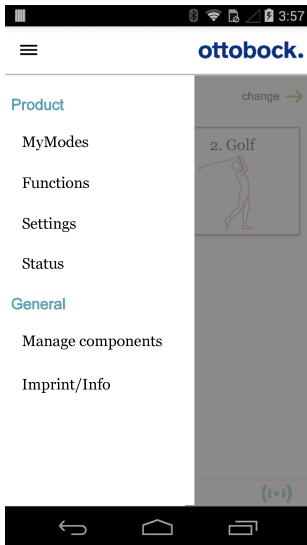 3:57
ottobock.
change
Product
MyModes
2. Golf
Functions
Settings
Status
General
Manage components
Imprint/Info